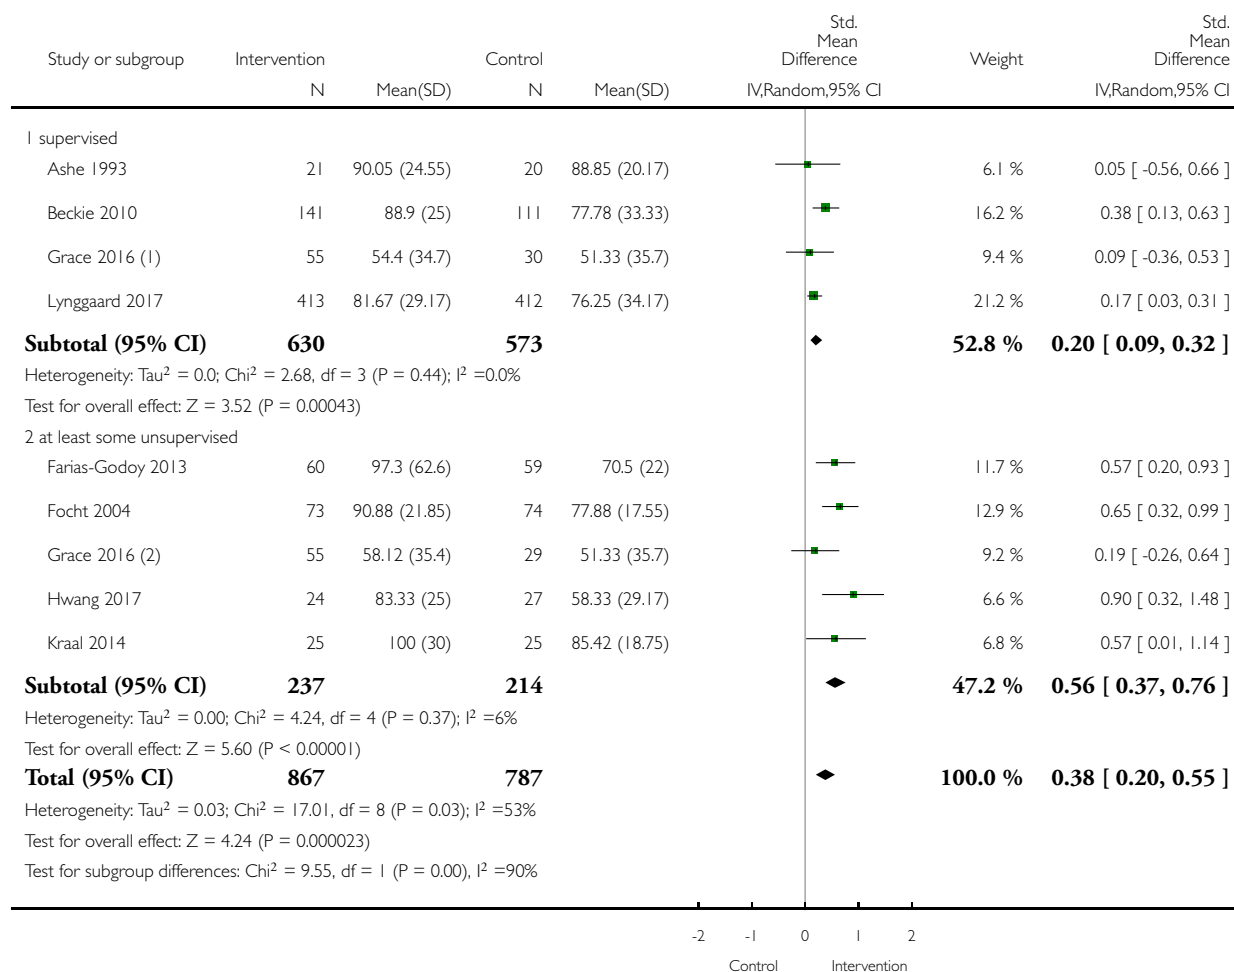 Study or subgroup Intervention Control Std. Mean Difference Weight Std. Mean Difference
N Mean(SD) N Mean(SD) IV,Random,95% CI IV,Random,95% CI
1 supervised
Ashe 1993 21 90.05 (24.55) 20 88.85 (20.17) 6.1 % 0.05 [ -0.56, 0.66 ]
Beckie 2010 141 88.9 (25) 111 77.78 (33.33) 16.2 % 0.38 [ 0.13, 0.63 ]
Grace 2016 (1) 55 54.4 (34.7) 30 51.33 (35.7) 9.4 % 0.09 [ -0.36, 0.53 ]
Lynggaard 2017 413 81.67 (29.17) 412 76.25 (34.17) 21.2 % 0.17 [ 0.03, 0.31 ]
Subtotal (95% CI) 630 573 52.8 % 0.20 [ 0.09, 0.32 ]
Heterogeneity: Tau² = 0.0; Chi² = 2.68, df = 3 (P = 0.44); I² =0.0%
Test for overall effect: Z = 3.52 (P = 0.00043)
2 at least some unsupervised
Farias-Godoy 2013 60 97.3 (62.6) 59 70.5 (22) 11.7 % 0.57 [ 0.20, 0.93 ]
Focht 2004 73 90.88 (21.85) 74 77.88 (17.55) 12.9 % 0.65 [ 0.32, 0.99 ]
Grace 2016 (2) 55 58.12 (35.4) 29 51.33 (35.7) 9.2 % 0.19 [ -0.26, 0.64 ]
Hwang 2017 24 83.33 (25) 27 58.33 (29.17) 6.6 % 0.90 [ 0.32, 1.48 ]
Kraal 2014 25 100 (30) 25 85.42 (18.75) 6.8 % 0.57 [ 0.01, 1.14 ]
Subtotal (95% CI) 237 214 47.2 % 0.56 [ 0.37, 0.76 ]
Heterogeneity: Tau² = 0.00; Chi² = 4.24, df = 4 (P = 0.37); I² =6%
Test for overall effect: Z = 5.60 (P < 0.00001)
Total (95% CI) 867 787 100.0 % 0.38 [ 0.20, 0.55 ]
Heterogeneity: Tau² = 0.03; Chi² = 17.01, df = 8 (P = 0.03); I² =53%
Test for overall effect: Z = 4.24 (P = 0.000023)
Test for subgroup differences: Chi² = 9.55, df = 1 (P = 0.00), I² =90%
-2 -1 0 1 2
Control Intervention